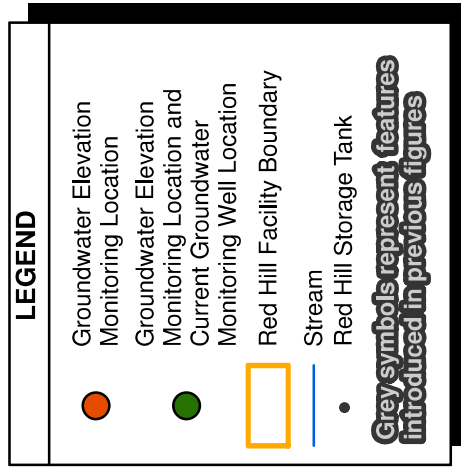 LEGEND
Groundwater Elevation
Monitoring Location
Groundwater Elevation
Monitoring Location and
Current Groundwater
Monitoring Well Location
Red Hill Facility Boundary
Stream
Red Hill Storage Tank
Grey symbols represent features
introduced in previous figures